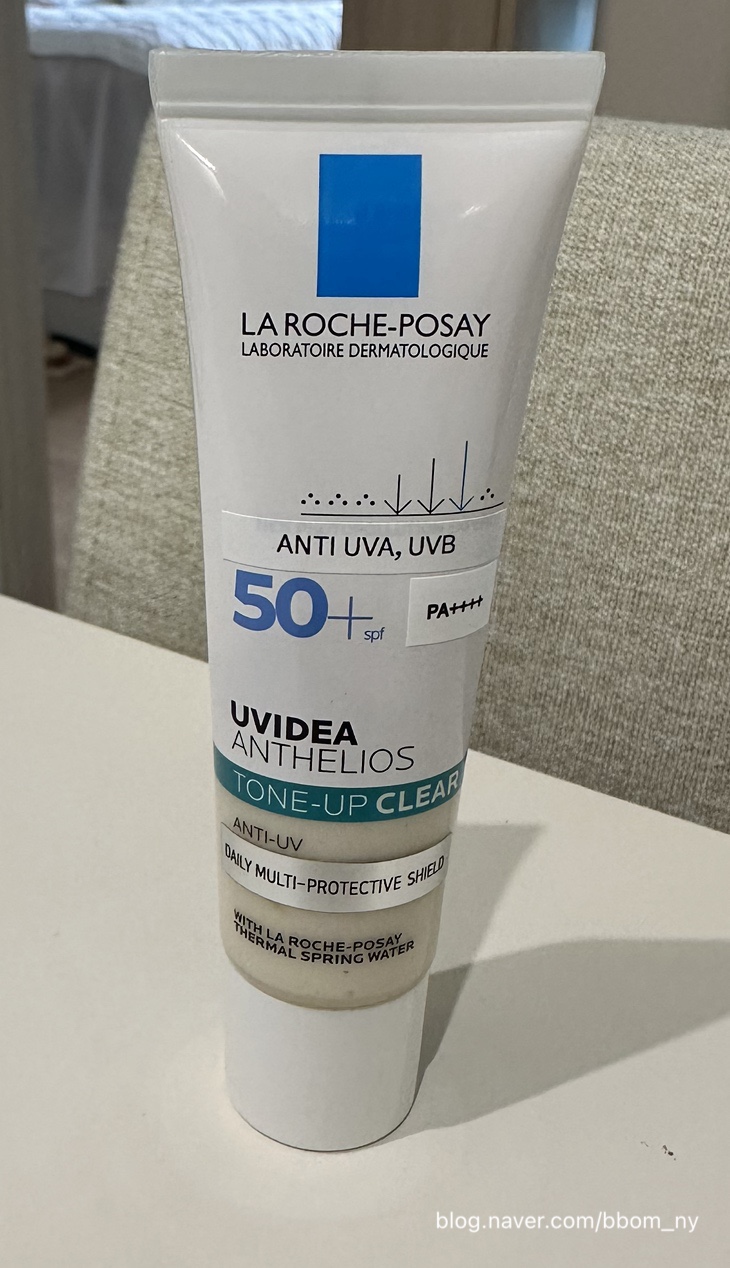 LA ROCHE-POSAY
LABORATOIRE DERMATOLOGIQUE
ANTI UVA, UVB
50+ spf
PA++++
UVIDEA
ANTHELIOS
TONE-UP CLEAR
ANTI-UV
DAILY MULTI-PROTECTIVE SHIELD
WITH LA ROCHE-POSAY
THERMAL SPRING WATER
blog.naver.com/bbom_ny